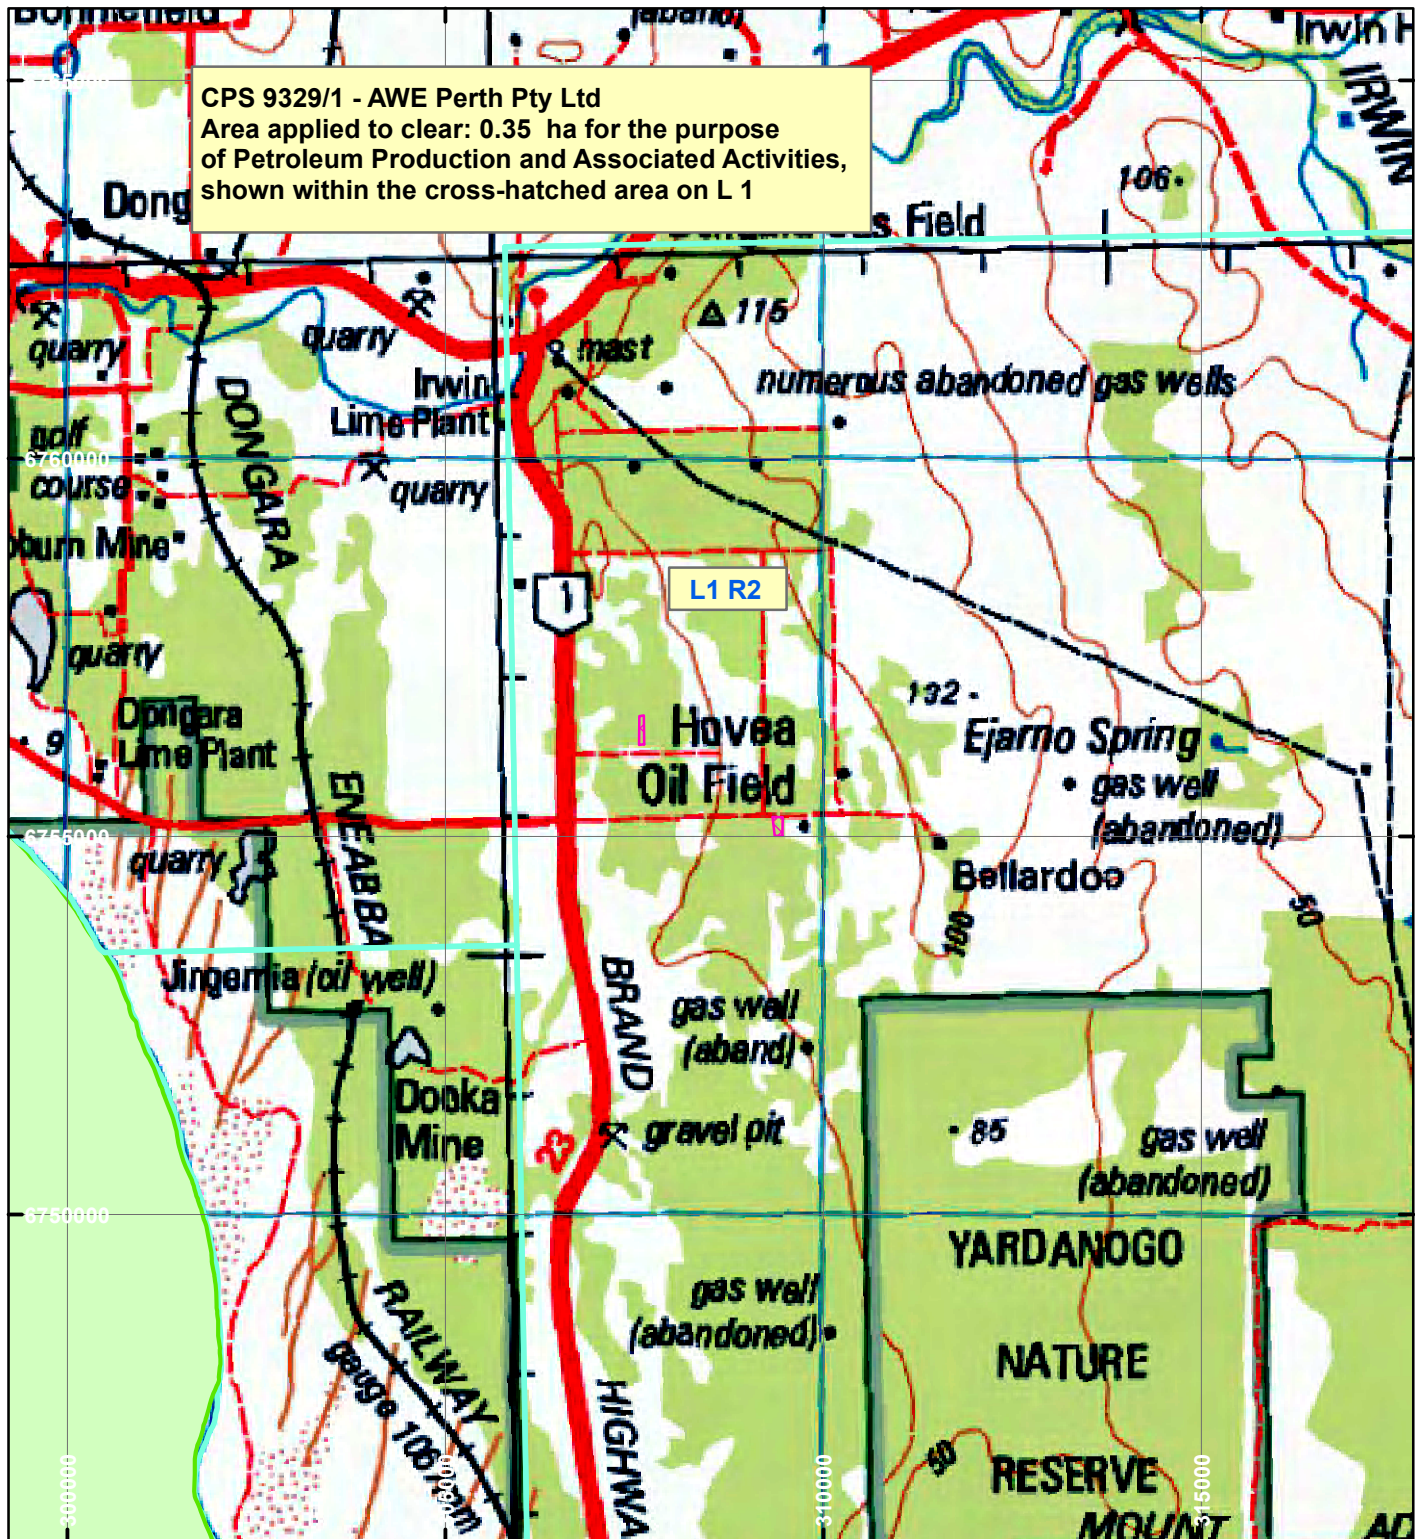 (aband)
Irwin H
IRWIN
CPS 9329/1 - AWE Perth Pty Ltd
Area applied to clear: 0.35 ha for the purpose
of Petroleum Production and Associated Activities,
shown within the cross-hatched area on L 1
106
Dong
s Field
115
quarry
quarry
mast
Irwin
Lime Plant
numerous abandoned gas wells
DONGARA
golf
course
6760000
quarry
burn Mine
1
L1 R2
quarry
132
Dongara
Lime Plant
Hovea
Oil Field
Ejarno Spring
9
gas well
(abandoned)
ENEABBA
6755000
quarry
Bellardoo
100
50
Jingemia (oil well)
BRAND
gas well
(aband)
Dooka
Mine
23
gravel pit
85
gas well
(abandoned)
6750000
YARDANOGO
gas well
(abandoned)
RAILWAY
gauge 1067mm
NATURE
HIGHWA
50
RESERVE
300000
310000
315000
MOUNT
AD